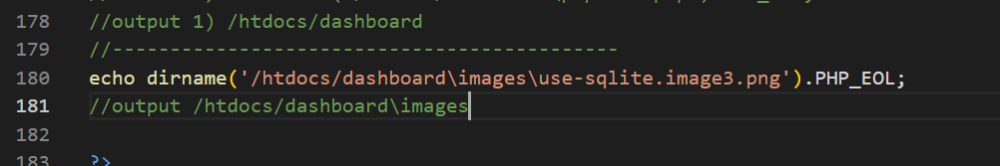 178 //output 1) /htdocs/dashboard
179 //--------------------------------------------
180 echo dirname('/htdocs/dashboard\images\use-sqlite.image3.png').PHP_EOL;
181 //output /htdocs/dashboard\images
182
183 ?>